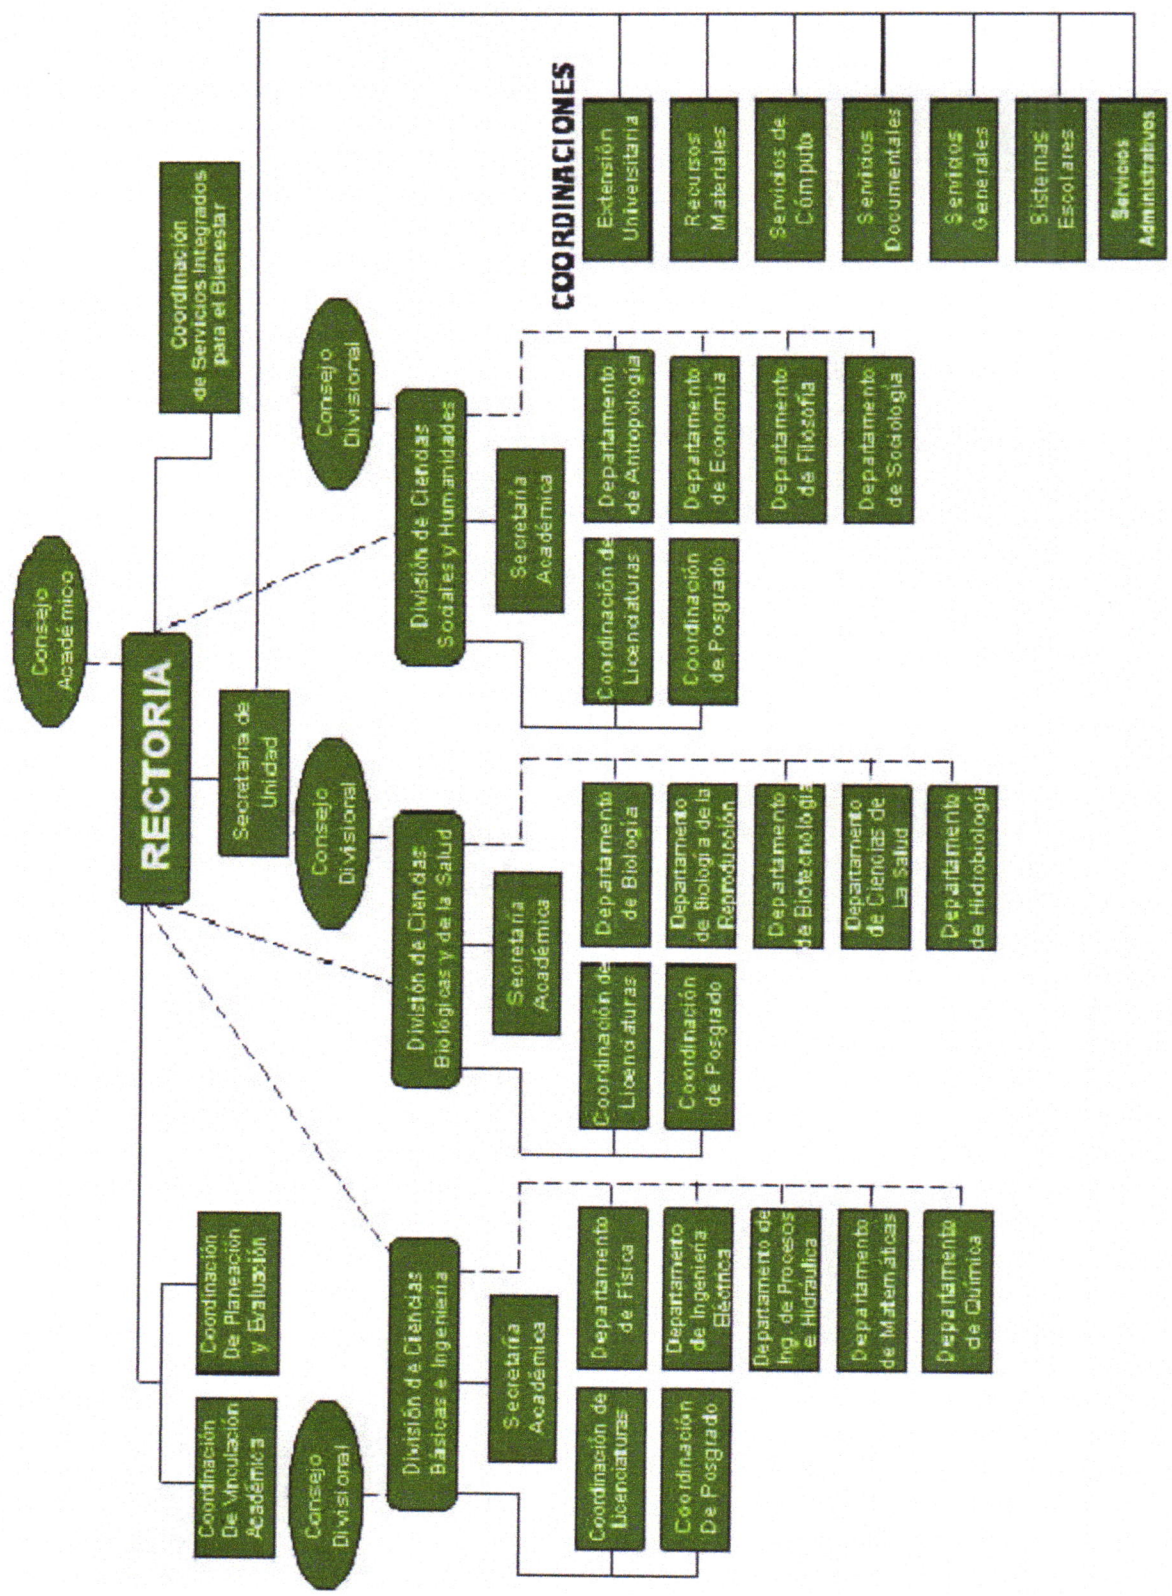 Consejo
Académico
RECTORIA
Coordinación
de Servicios Integrados
para el Bienestar
Secretaría de
Unidad
Coordinación
De Vinculación
Académica
Coordinación
De Planeación
y Evaluación
Consejo
Divisional
División de Ciencias
Básicas e Ingeniería
Secretaría
Académica
Coordinación de
Licenciaturas
Coordinación
De Posgrado
Departamento
de Física
Departamento
de Ingeniería
Eléctrica
Departamento de
Ing. de Procesos
e Hidraulica
Departamento
de Matemáticas
Departamento
de Química
Consejo
Divisional
División de Ciencias
Biológicas y de la Salud
Secretaría
Académica
Coordinación de
Licenciaturas
Coordinación
de Posgrado
Departamento
de Biología
Departamento
de Biología de la
Reproducción
Departamento
de Biotecnología
Departamento
de Ciencias de
La Salud
Departamento
de Hidrobiología
Consejo
Divisional
División de Ciencias
Sociales y Humanidades
Secretaría
Académica
Coordinación de
Licenciaturas
Coordinación
de Posgrado
Departamento
de Antropología
Departamento
de Economía
Departamento
de Filosofía
Departamento
de Sociología
COORDINACIONES
Extensión
Universitaria
Recursos
Materiales
Servicios de
Cómputo
Servicios
Documentales
Servicios
Generales
Sistemas
Escolares
Servicios
Administrativos